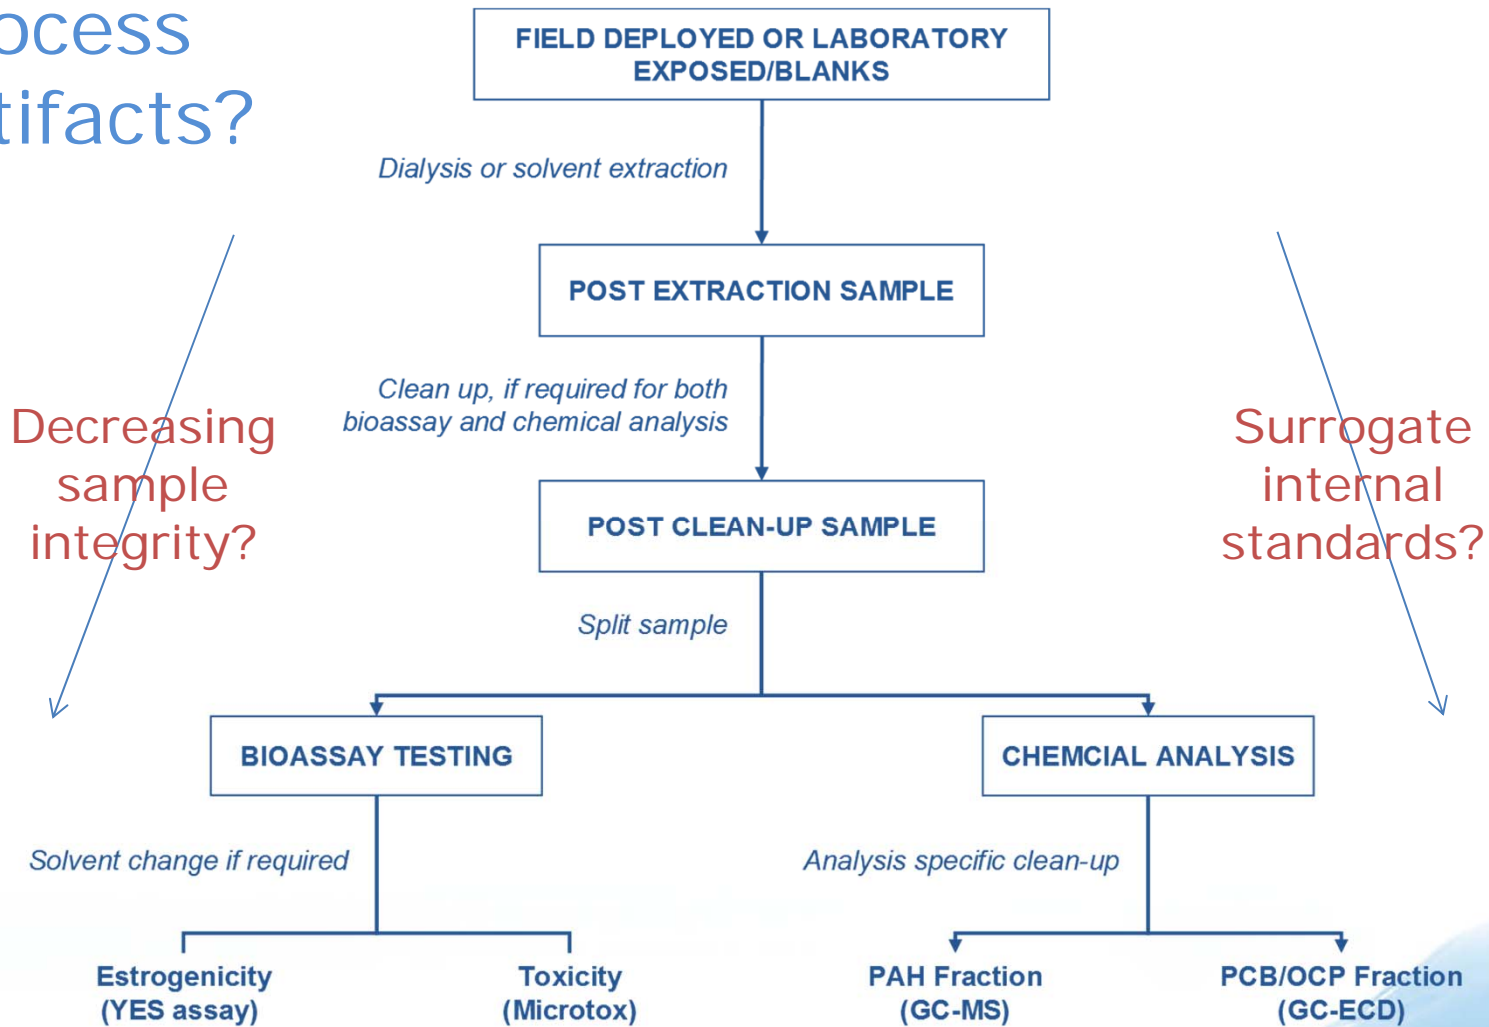 ocess
tifacts?
FIELD DEPLOYED OR LABORATORY
EXPOSED/BLANKS
Dialysis or solvent extraction
POST EXTRACTION SAMPLE
Clean up, if required for both
bioassay and chemical analysis
Decreasing
sample
integrity?
Surrogate
internal
standards?
POST CLEAN-UP SAMPLE
Split sample
BIOASSAY TESTING
CHEMCIAL ANALYSIS
Solvent change if required
Analysis specific clean-up
Estrogenicity
(YES assay)
Toxicity
(Microtox)
PAH Fraction
(GC-MS)
PCB/OCP Fraction
(GC-ECD)